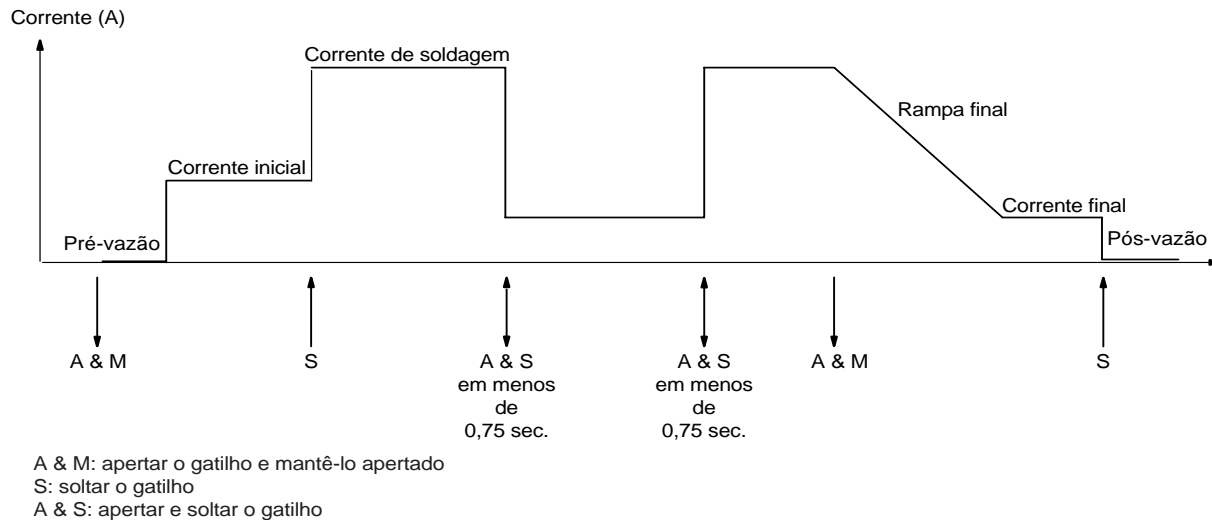 Corrente (A)
Corrente de soldagem
Rampa final
Corrente inicial
Corrente final
Pré-vazão
Pós-vazão
A & M
S
A & S
em menos
de
0,75 sec.
A & S
em menos
de
0,75 sec.
A & M
S
A & M: apertar o gatilho e mantê-lo apertado
S: soltar o gatilho
A & S: apertar e soltar o gatilho